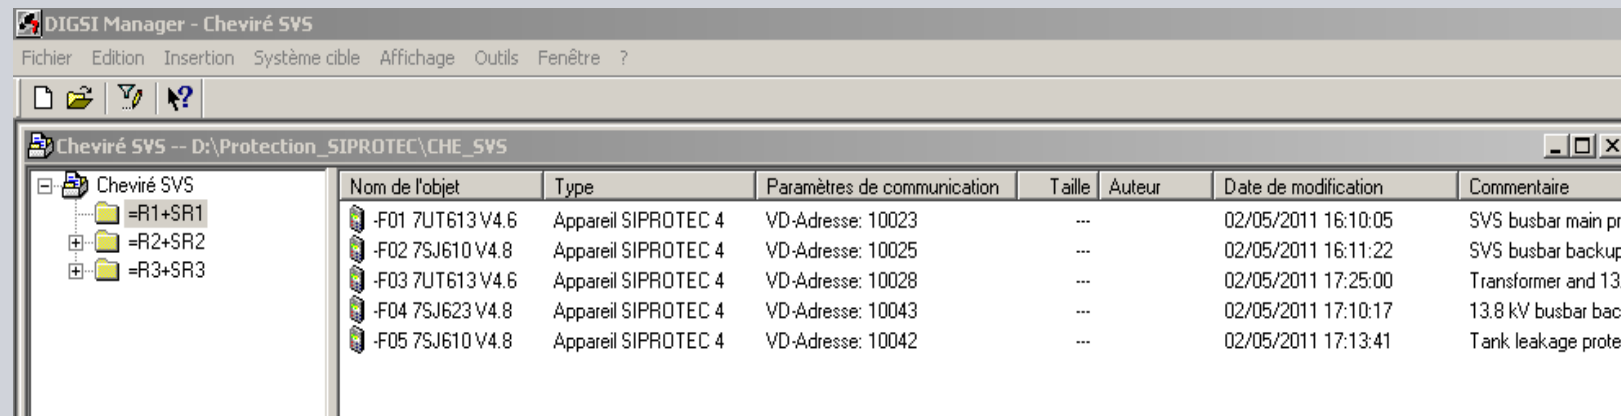 DIGSI Manager - Cheviré SVS
Fichier Edition Insertion Système cible Affichage Outils Fenêtre ?
Cheviré SVS -- D:\Protection_SIPROTEC\CHE_SVS
Cheviré SVS
=R1+SR1
=R2+SR2
=R3+SR3
Nom de l'objet Type Paramètres de communication Taille Auteur Date de modification Commentaire
-F01 7UT613 V4.6 Appareil SIPROTEC 4 VD-Adresse: 10023 --- 02/05/2011 16:10:05 SVS busbar main pr
-F02 7SJ610 V4.8 Appareil SIPROTEC 4 VD-Adresse: 10025 --- 02/05/2011 16:11:22 SVS busbar backup
-F03 7UT613 V4.6 Appareil SIPROTEC 4 VD-Adresse: 10028 --- 02/05/2011 17:25:00 Transformer and 13.
-F04 7SJ623 V4.8 Appareil SIPROTEC 4 VD-Adresse: 10043 --- 02/05/2011 17:10:17 13.8 kV busbar bac
-F05 7SJ610 V4.8 Appareil SIPROTEC 4 VD-Adresse: 10042 --- 02/05/2011 17:13:41 Tank leakage prote